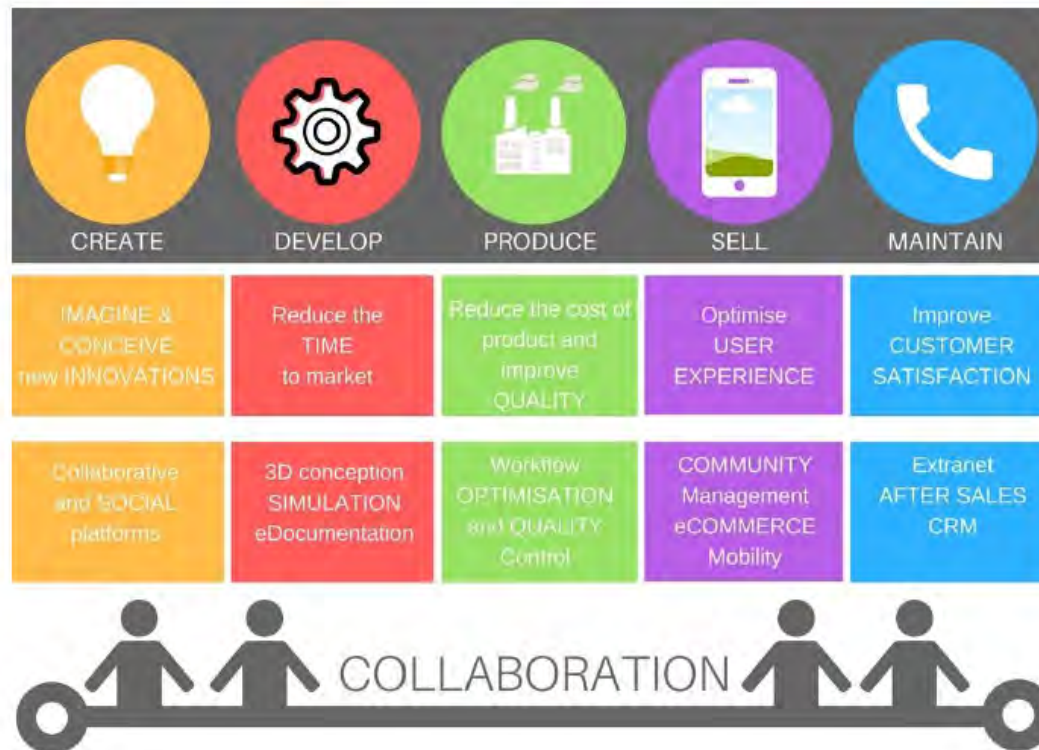 CREATE
DEVELOP
PRODUCE
SELL
MAINTAIN
IMAGINE &
CONCEIVE
new INNOVATIONS
Reduce the
TIME
to market
Reduce the cost of
product and
improve
QUALITY
Optimise
USER
EXPERIENCE
Improve
CUSTOMER
SATISFACTION
Collaborative
and SOCIAL
platforms
3D conception
SIMULATION
eDocumentation
Workflow
OPTIMISATION
and QUALITY
Control
COMMUNITY
Management
eCOMMERCE
Mobility
Extranet
AFTER SALES
CRM
COLLABORATION